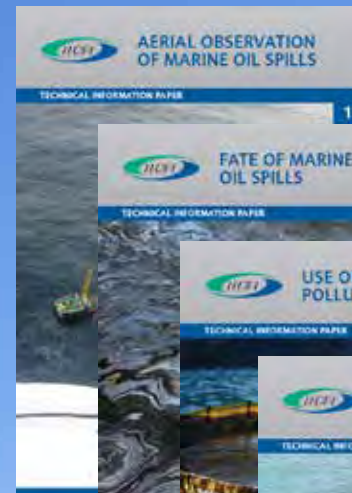 ITOPF
AERIAL OBSERVATION
OF MARINE OIL SPILLS
TECHNICAL INFORMATION PAPER
1
ITOPF
FATE OF MARINE
OIL SPILLS
TECHNICAL INFORMATION PAPER
ITOPF
USE O
POLLU
TECHNICAL INFORMATION PAPER
ITOPF
TECHNICAL INFO